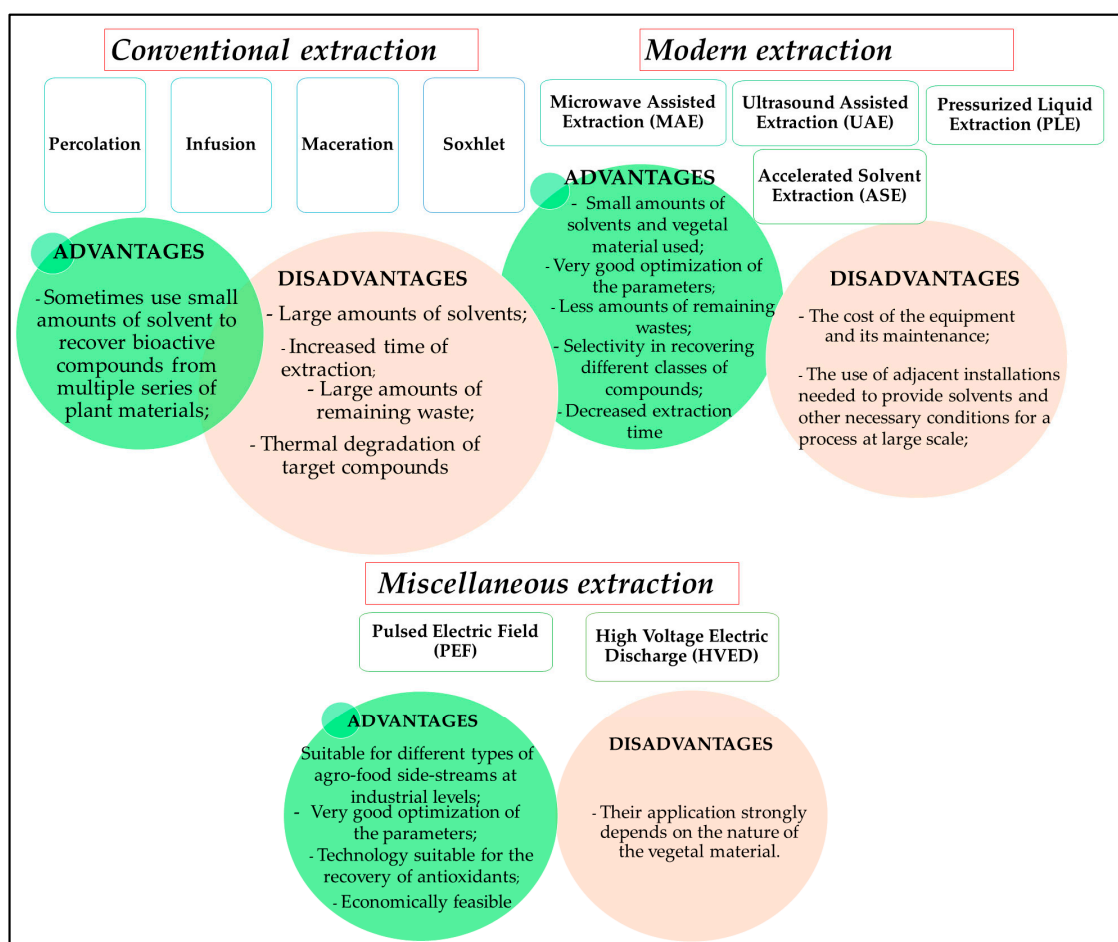 Conventional extraction
Percolation
Infusion
Maceration
Soxhlet
ADVANTAGES
- Sometimes use small
amounts of solvent to
recover bioactive
compounds from
multiple series of
plant materials;
DISADVANTAGES
- Large amounts of solvents;
- Increased time of
extraction;
- Large amounts of
remaining waste;
- Thermal degradation of
target compounds
Modern extraction
Microwave Assisted
Extraction (MAE)
Ultrasound Assisted
Extraction (UAE)
Pressurized Liquid
Extraction (PLE)
Accelerated Solvent
Extraction (ASE)
ADVANTAGES
- Small amounts of
solvents and vegetal
material used;
- Very good optimization of
the parameters;
- Less amounts of remaining
wastes;
- Selectivity in recovering
different classes of
compounds;
- Decreased extraction
time
DISADVANTAGES
- The cost of the equipment
and its maintenance;
- The use of adjacent installations
needed to provide solvents and
other necessary conditions for a
process at large scale;
Miscellaneous extraction
Pulsed Electric Field
(PEF)
High Voltage Electric
Discharge (HVED)
ADVANTAGES
Suitable for different types of
agro-food side-streams at
industrial levels;
- Very good optimization of
the parameters;
- Technology suitable for the
recovery of antioxidants;
- Economically feasible
DISADVANTAGES
- Their application strongly
depends on the nature of
the vegetal material.